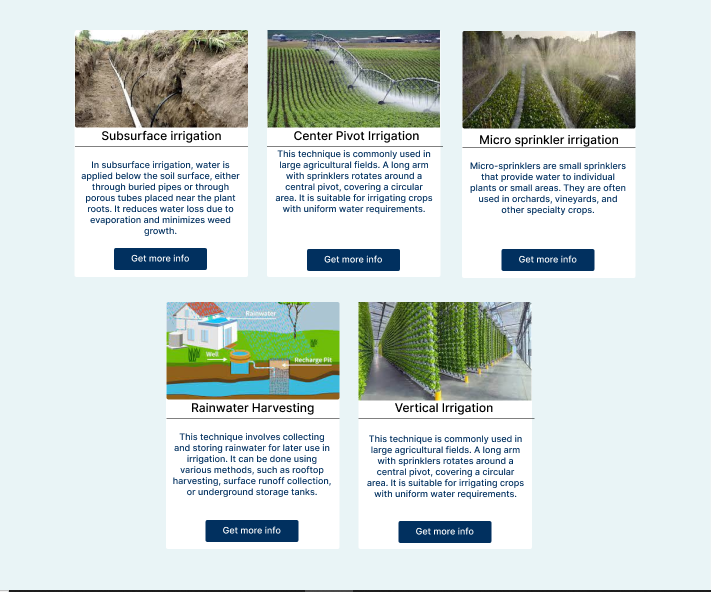 Subsurface irrigation
In subsurface irrigation, water is
applied below the soil surface, either
through buried pipes or through
porous tubes placed near the plant
roots. It reduces water loss due to
evaporation and minimizes weed
growth.
Get more info
Center Pivot Irrigation
This technique is commonly used in
large agricultural fields. A long arm
with sprinklers rotates around a
central pivot, covering a circular
area. It is suitable for irrigating crops
with uniform water requirements.
Get more info
Micro sprinkler irrigation
Micro-sprinklers are small sprinklers
that provide water to individual
plants or small areas. They are often
used in orchards, vineyards, and
other specialty crops.
Get more info
Rainwater
Well
Recharge Pit
Rainwater Harvesting
This technique involves collecting
and storing rainwater for later use in
irrigation. It can be done using
various methods, such as rooftop
harvesting, surface runoff collection,
or underground storage tanks.
Get more info
Vertical Irrigation
This technique is commonly used in
large agricultural fields. A long arm
with sprinklers rotates around a
central pivot, covering a circular
area. It is suitable for irrigating crops
with uniform water requirements.
Get more info